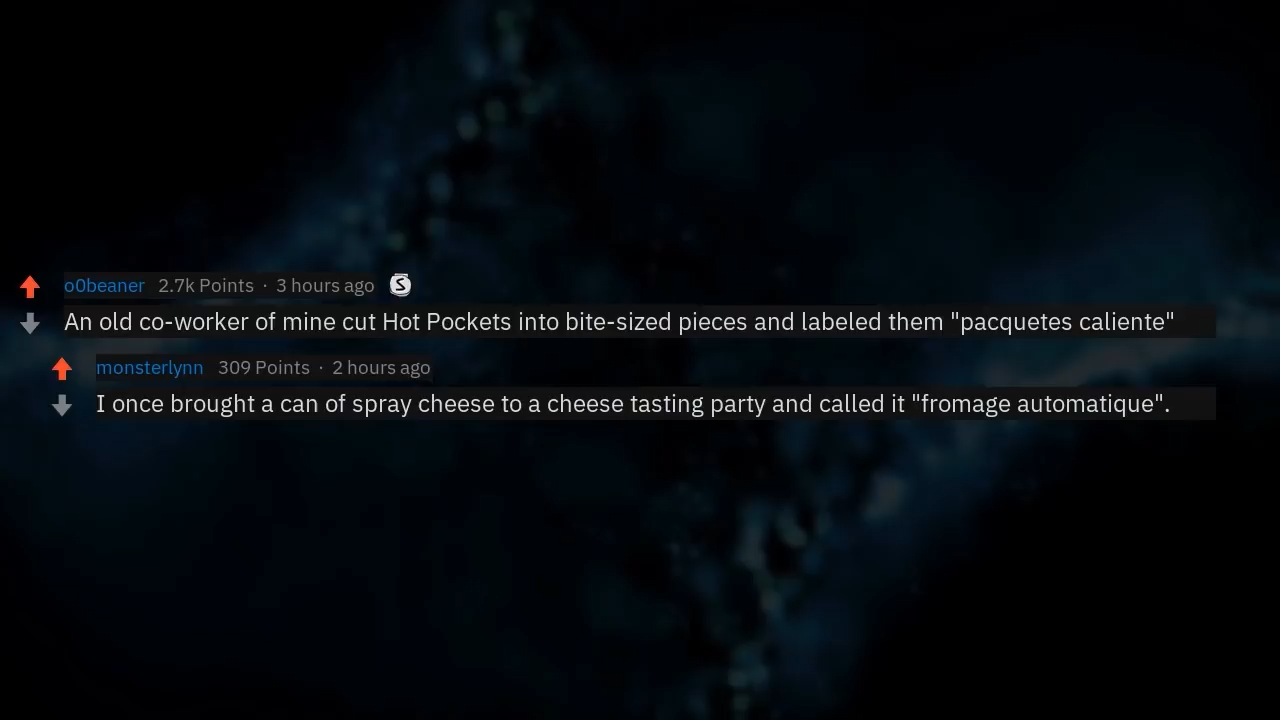 o0beaner 2.7k Points · 3 hours ago S
An old co-worker of mine cut Hot Pockets into bite-sized pieces and labeled them "pacquetes caliente"
monsterlynn 309 Points · 2 hours ago
I once brought a can of spray cheese to a cheese tasting party and called it "fromage automatique".